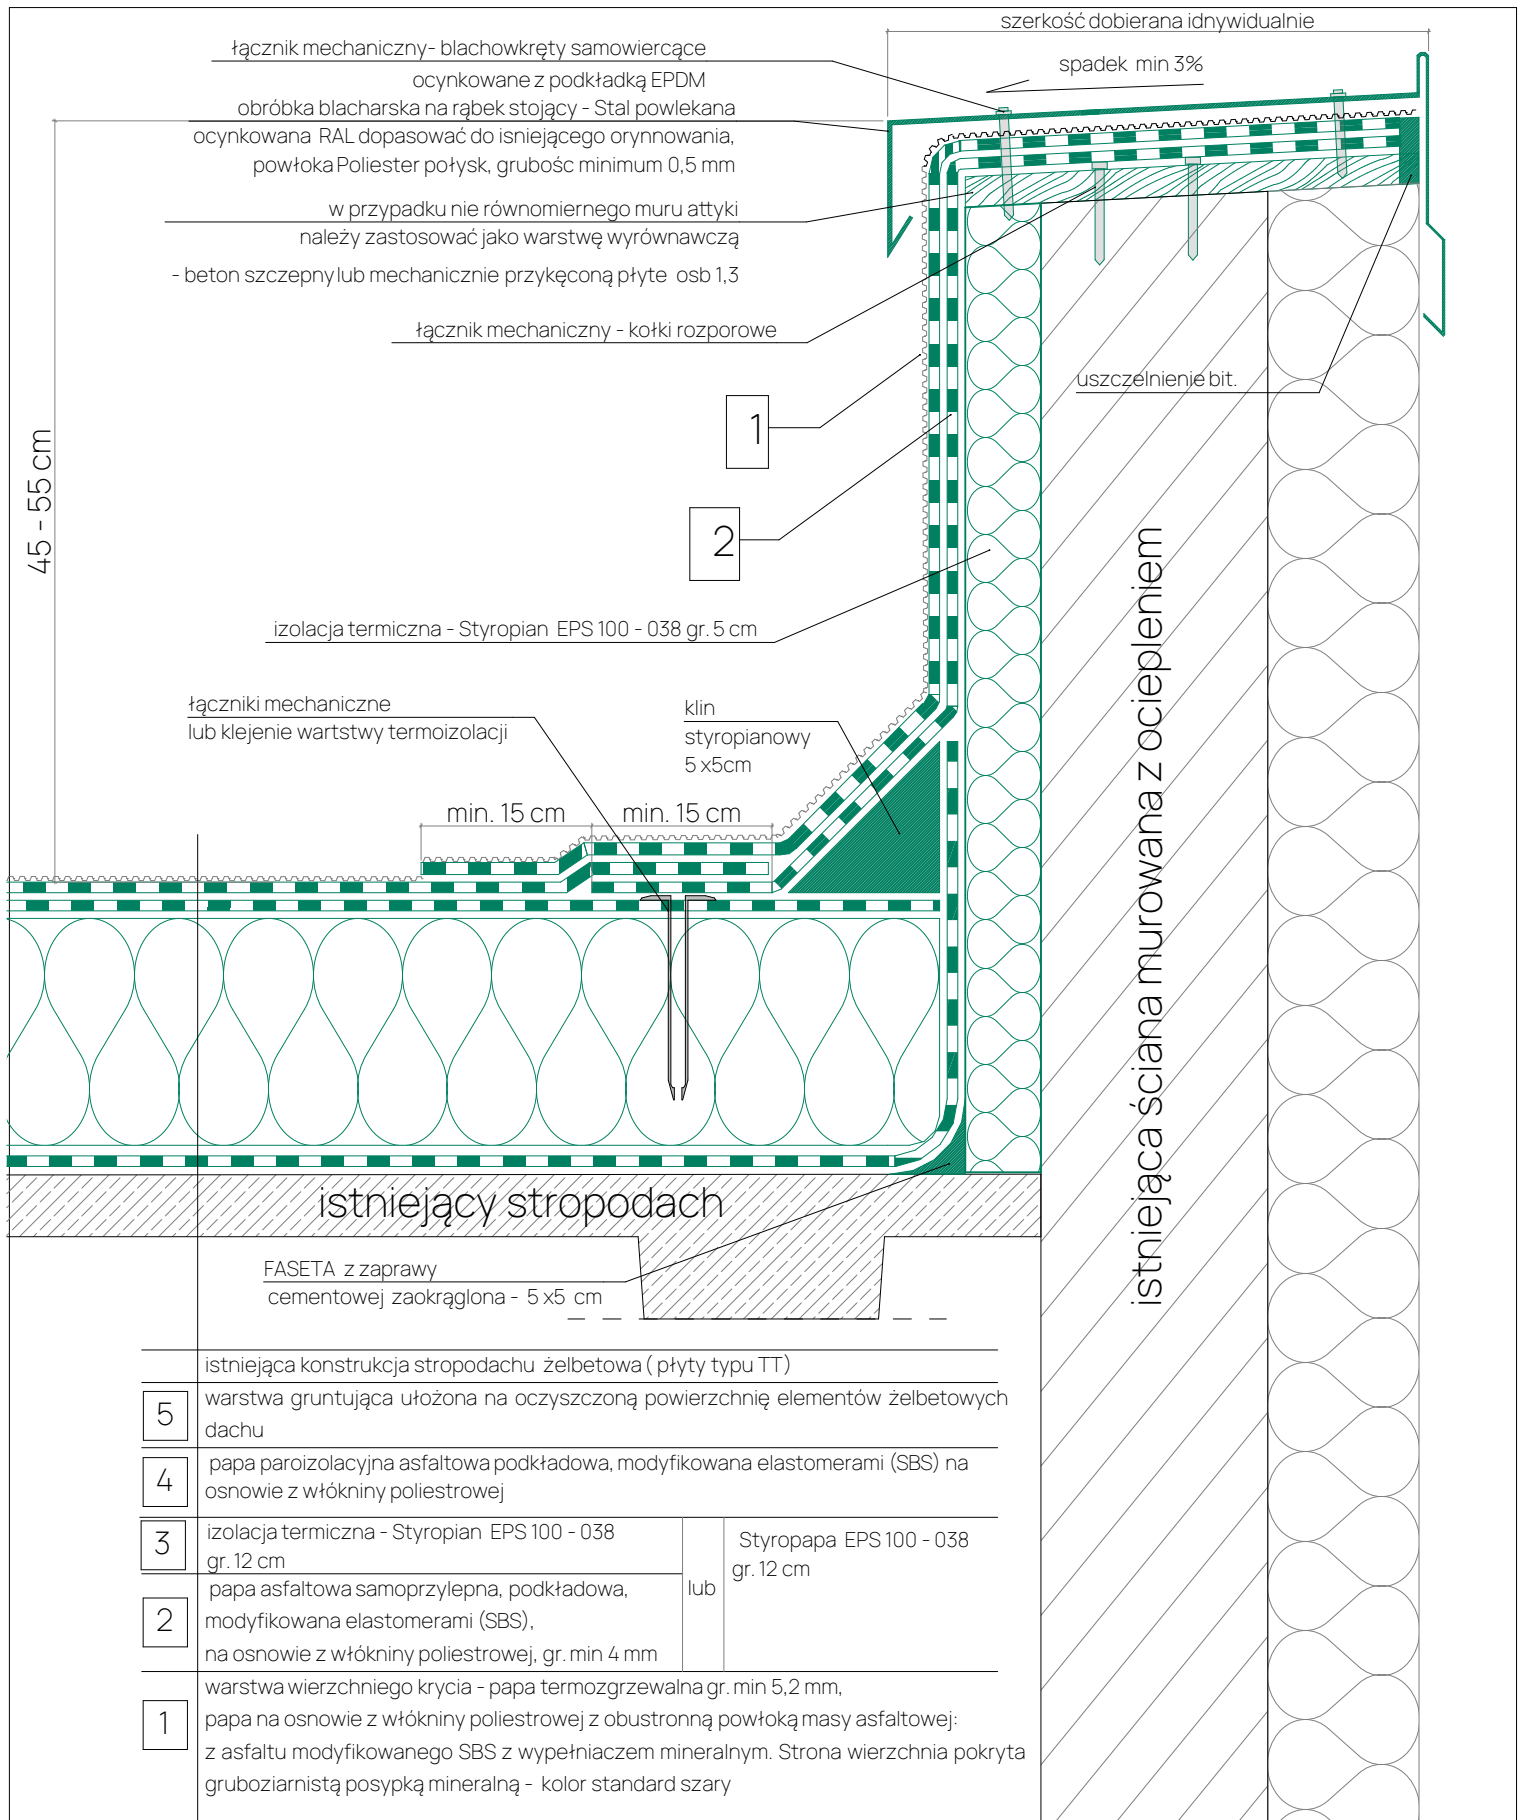 szerkość dobierana idnywidualnie
łącznik mechaniczny- blachowkręty samowiercące
ocynkowane z podkładką EPDM
spadek min 3%
obróbka blacharska na rąbek stojący - Stal powlekana
ocynkowana RAL dopasować do isniejącego orynnowania,
powłoka Poliester połysk, grubośc minimum 0,5 mm
w przypadku nie równomiernego muru attyki
należy zastosować jako warstwę wyrównawczą
- beton szczepny lub mechanicznie przykęconą płyte osb 1,3
łącznik mechaniczny - kołki rozporowe
uszczelnienie bit.
1
2
45 - 55 cm
izolacja termiczna - Styropian EPS 100 - 038 gr. 5 cm
łączniki mechaniczne
lub klejenie wartstwy termoizolacji
klin
styropianowy
5 x5cm
min. 15 cm
min. 15 cm
istniejąca ściana murowana z ociepleniem
istniejący stropodach
FASETA z zaprawy
cementowej zaokrąglona - 5 x5 cm
istniejąca konstrukcja stropodachu żelbetowa ( płyty typu TT)
5
warstwa gruntująca ułożona na oczyszczoną powierzchnię elementów żelbetowych
dachu
4
papa paroizolacyjna asfaltowa podkładowa, modyfikowana elastomerami (SBS) na
osnowie z włókniny poliestrowej
3
izolacja termiczna - Styropian EPS 100 - 038
gr. 12 cm
lub
Styropapa EPS 100 - 038
gr. 12 cm
2
papa asfaltowa samoprzylepna, podkładowa,
modyfikowana elastomerami (SBS),
na osnowie z włókniny poliestrowej, gr. min 4 mm
1
warstwa wierzchniego krycia - papa termozgrzewalna gr. min 5,2 mm,
papa na osnowie z włókniny poliestrowej z obustronną powłoką masy asfaltowej:
z asfaltu modyfikowanego SBS z wypełniaczem mineralnym. Strona wierzchnia pokryta
gruboziarnistą posypką mineralną - kolor standard szary